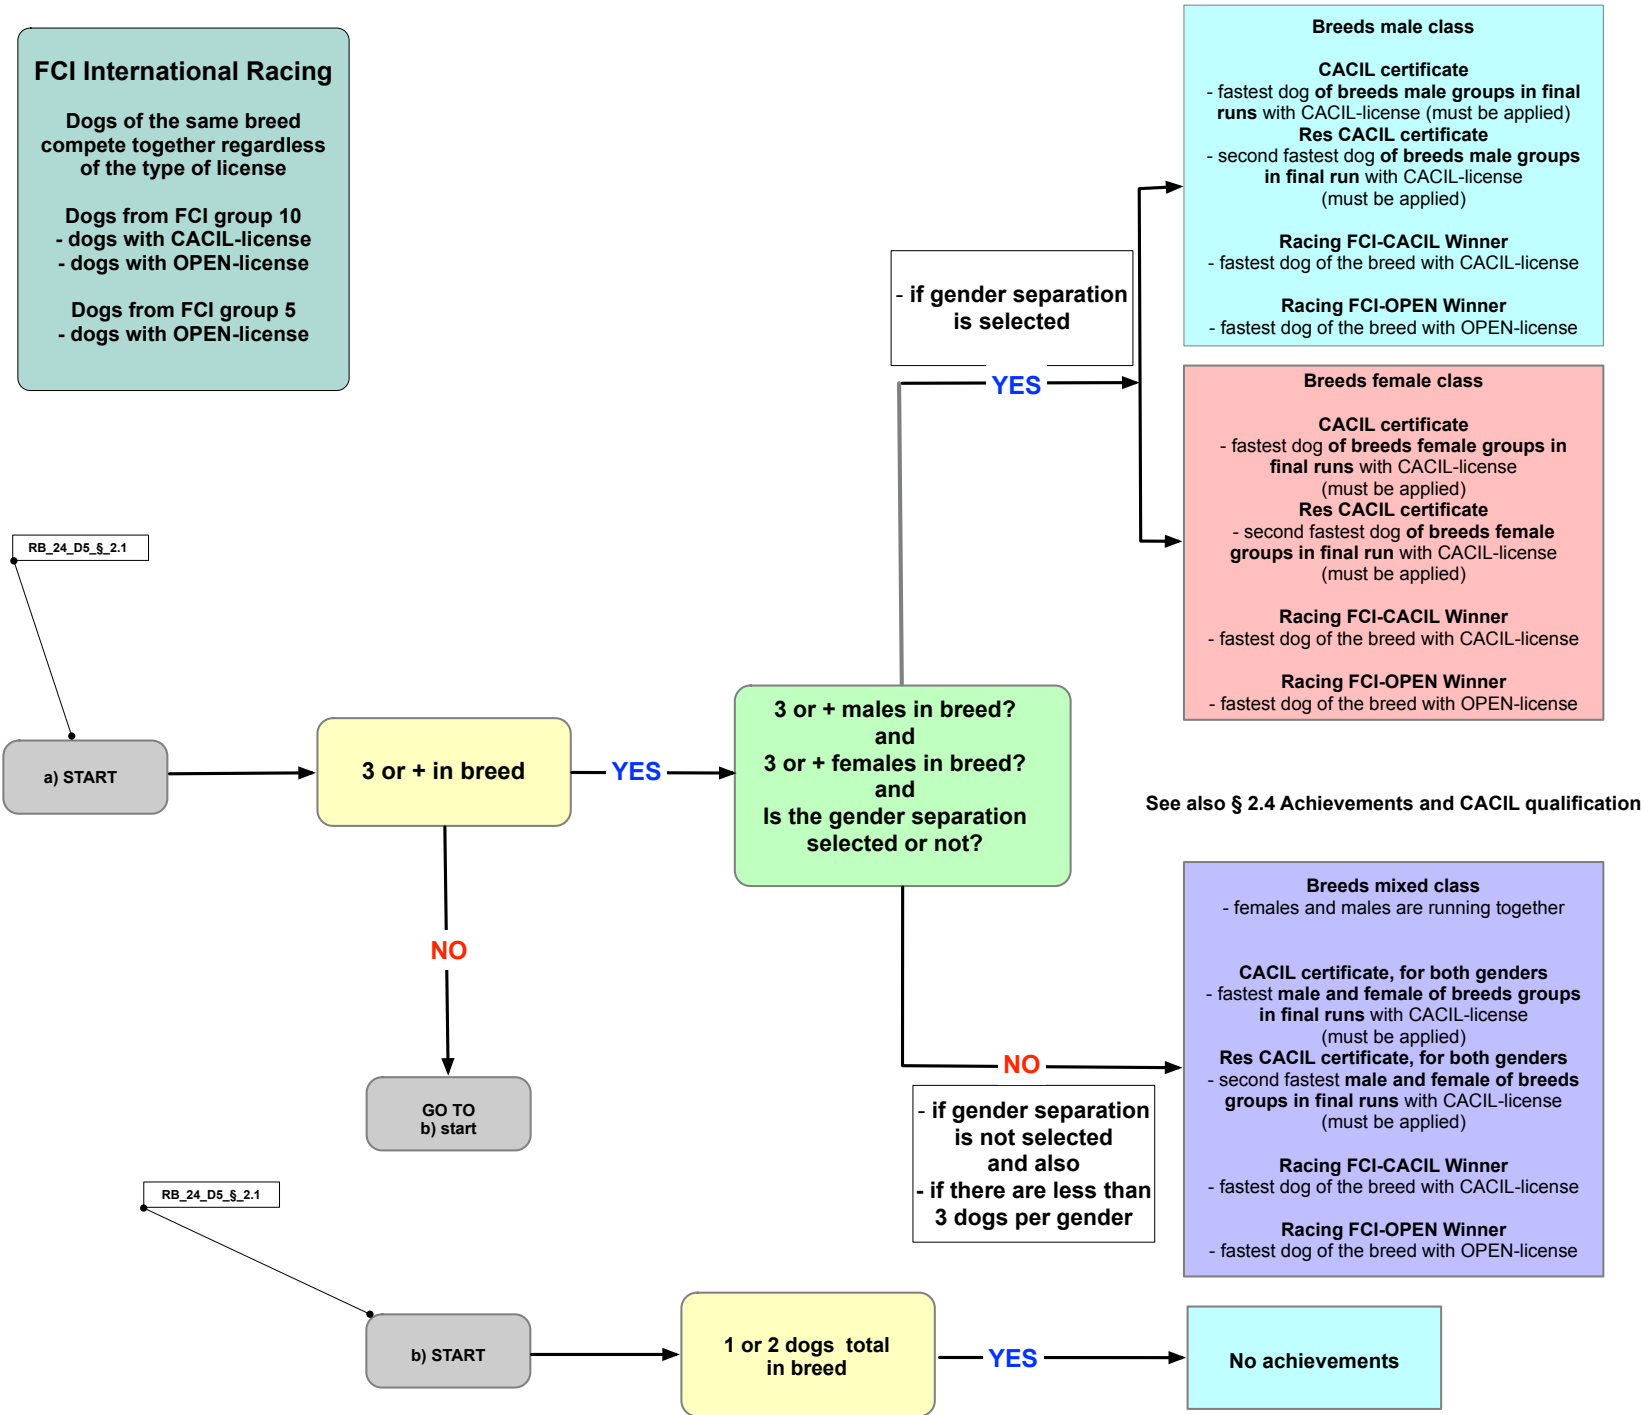 FCI International Racing
Dogs of the same breed
compete together regardless
of the type of license
Dogs from FCI group 10
- dogs with CACIL-license
- dogs with OPEN-license
Dogs from FCI group 5
- dogs with OPEN-license
Breeds male class
CACIL certificate
- fastest dog of breeds male groups in final
runs with CACIL-license (must be applied)
Res CACIL certificate
- second fastest dog of breeds male groups
in final run with CACIL-license
(must be applied)
Racing FCI-CACIL Winner
- fastest dog of the breed with CACIL-license
Racing FCI-OPEN Winner
- fastest dog of the breed with OPEN-license
- if gender separation
is selected
YES
Breeds female class
CACIL certificate
- fastest dog of breeds female groups in
final runs with CACIL-license
(must be applied)
Res CACIL certificate
- second fastest dog of breeds female
groups in final run with CACIL-license
(must be applied)
Racing FCI-CACIL Winner
- fastest dog of the breed with CACIL-license
Racing FCI-OPEN Winner
- fastest dog of the breed with OPEN-license
RB_24_D5_§_2.1
a) START
3 or + in breed
YES
3 or + males in breed?
and
3 or + females in breed?
and
Is the gender separation
selected or not?
See also § 2.4 Achievements and CACIL qualification
NO
GO TO
b) start
NO
- if gender separation
is not selected
and also
- if there are less than
3 dogs per gender
Breeds mixed class
- females and males are running together
CACIL certificate, for both genders
- fastest male and female of breeds groups
in final runs with CACIL-license
(must be applied)
Res CACIL certificate, for both genders
- second fastest male and female of breeds
groups in final runs with CACIL-license
(must be applied)
Racing FCI-CACIL Winner
- fastest dog of the breed with CACIL-license
Racing FCI-OPEN Winner
- fastest dog of the breed with OPEN-license
RB_24_D5_§_2.1
b) START
1 or 2 dogs total
in breed
YES
No achievements